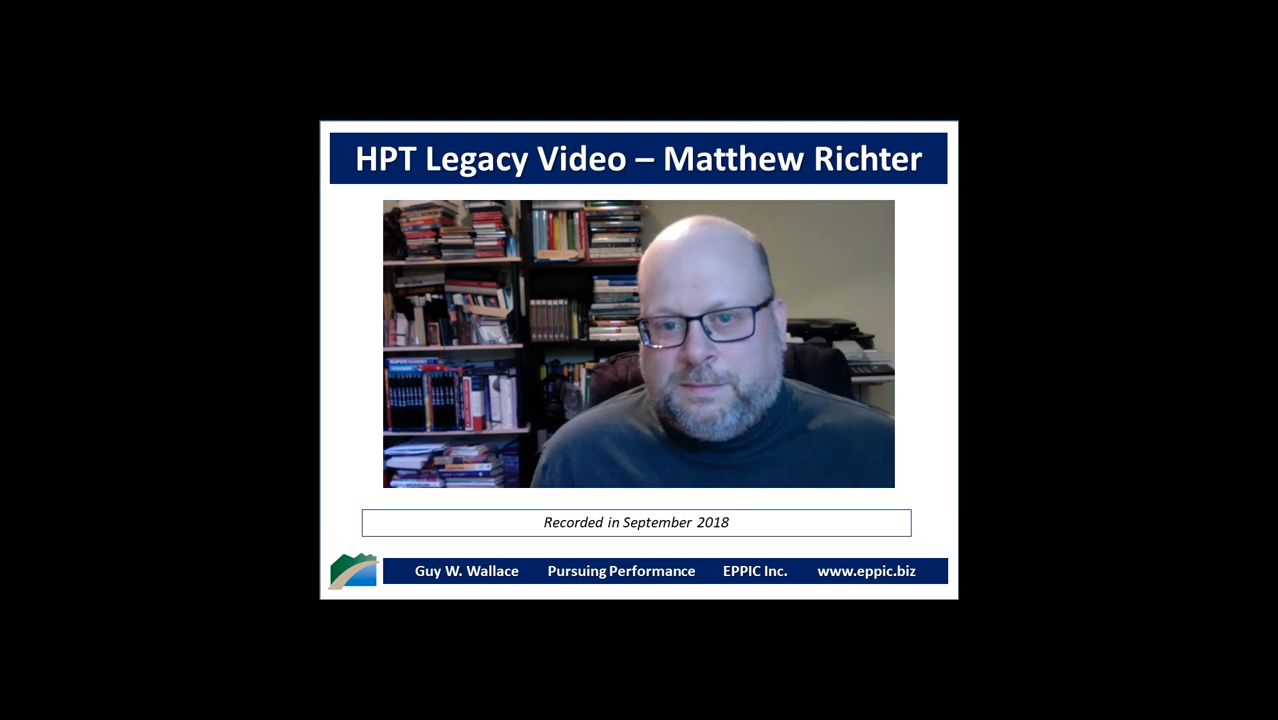 HPT Legacy Video – Matthew Richter
Recorded in September 2018
Guy W. Wallace Pursuing Performance EPPIC Inc. www.eppic.biz